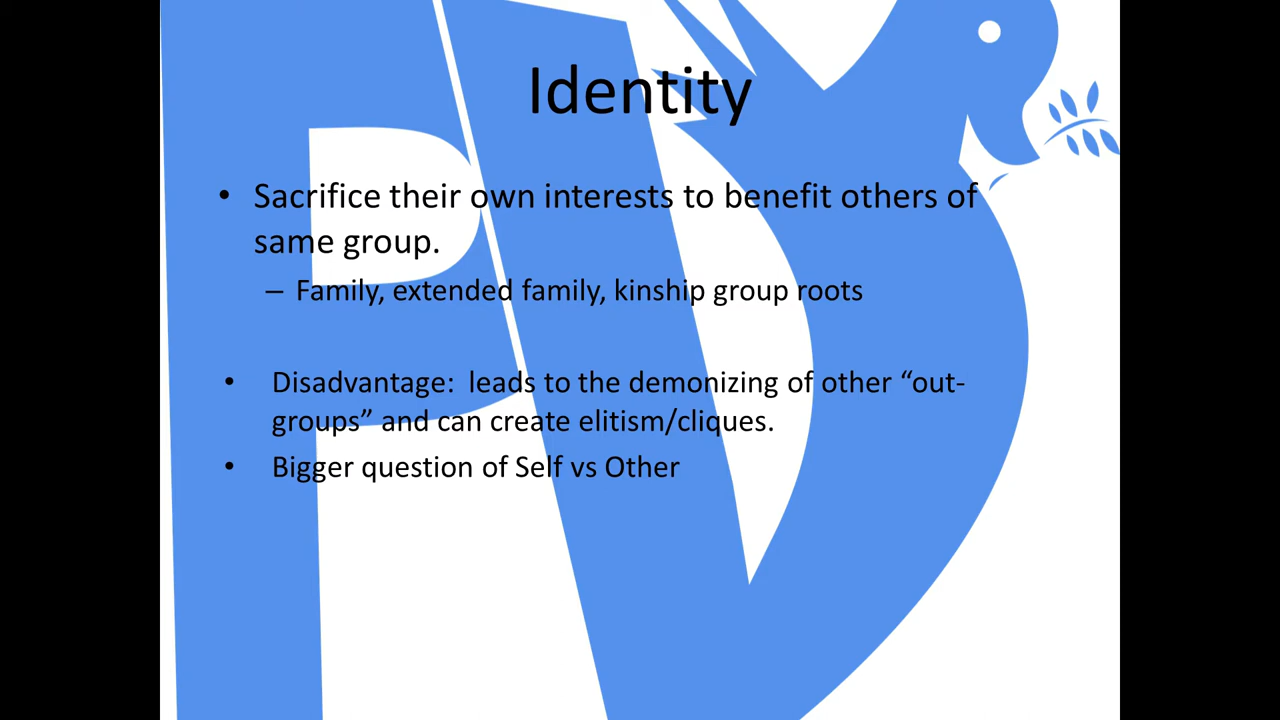 Identity
• Sacrifice their own interests to benefit others of
same group.
– Family, extended family, kinship group roots
• Disadvantage:  leads to the demonizing of other “out-
groups” and can create elitism/cliques.
• Bigger question of Self vs Other